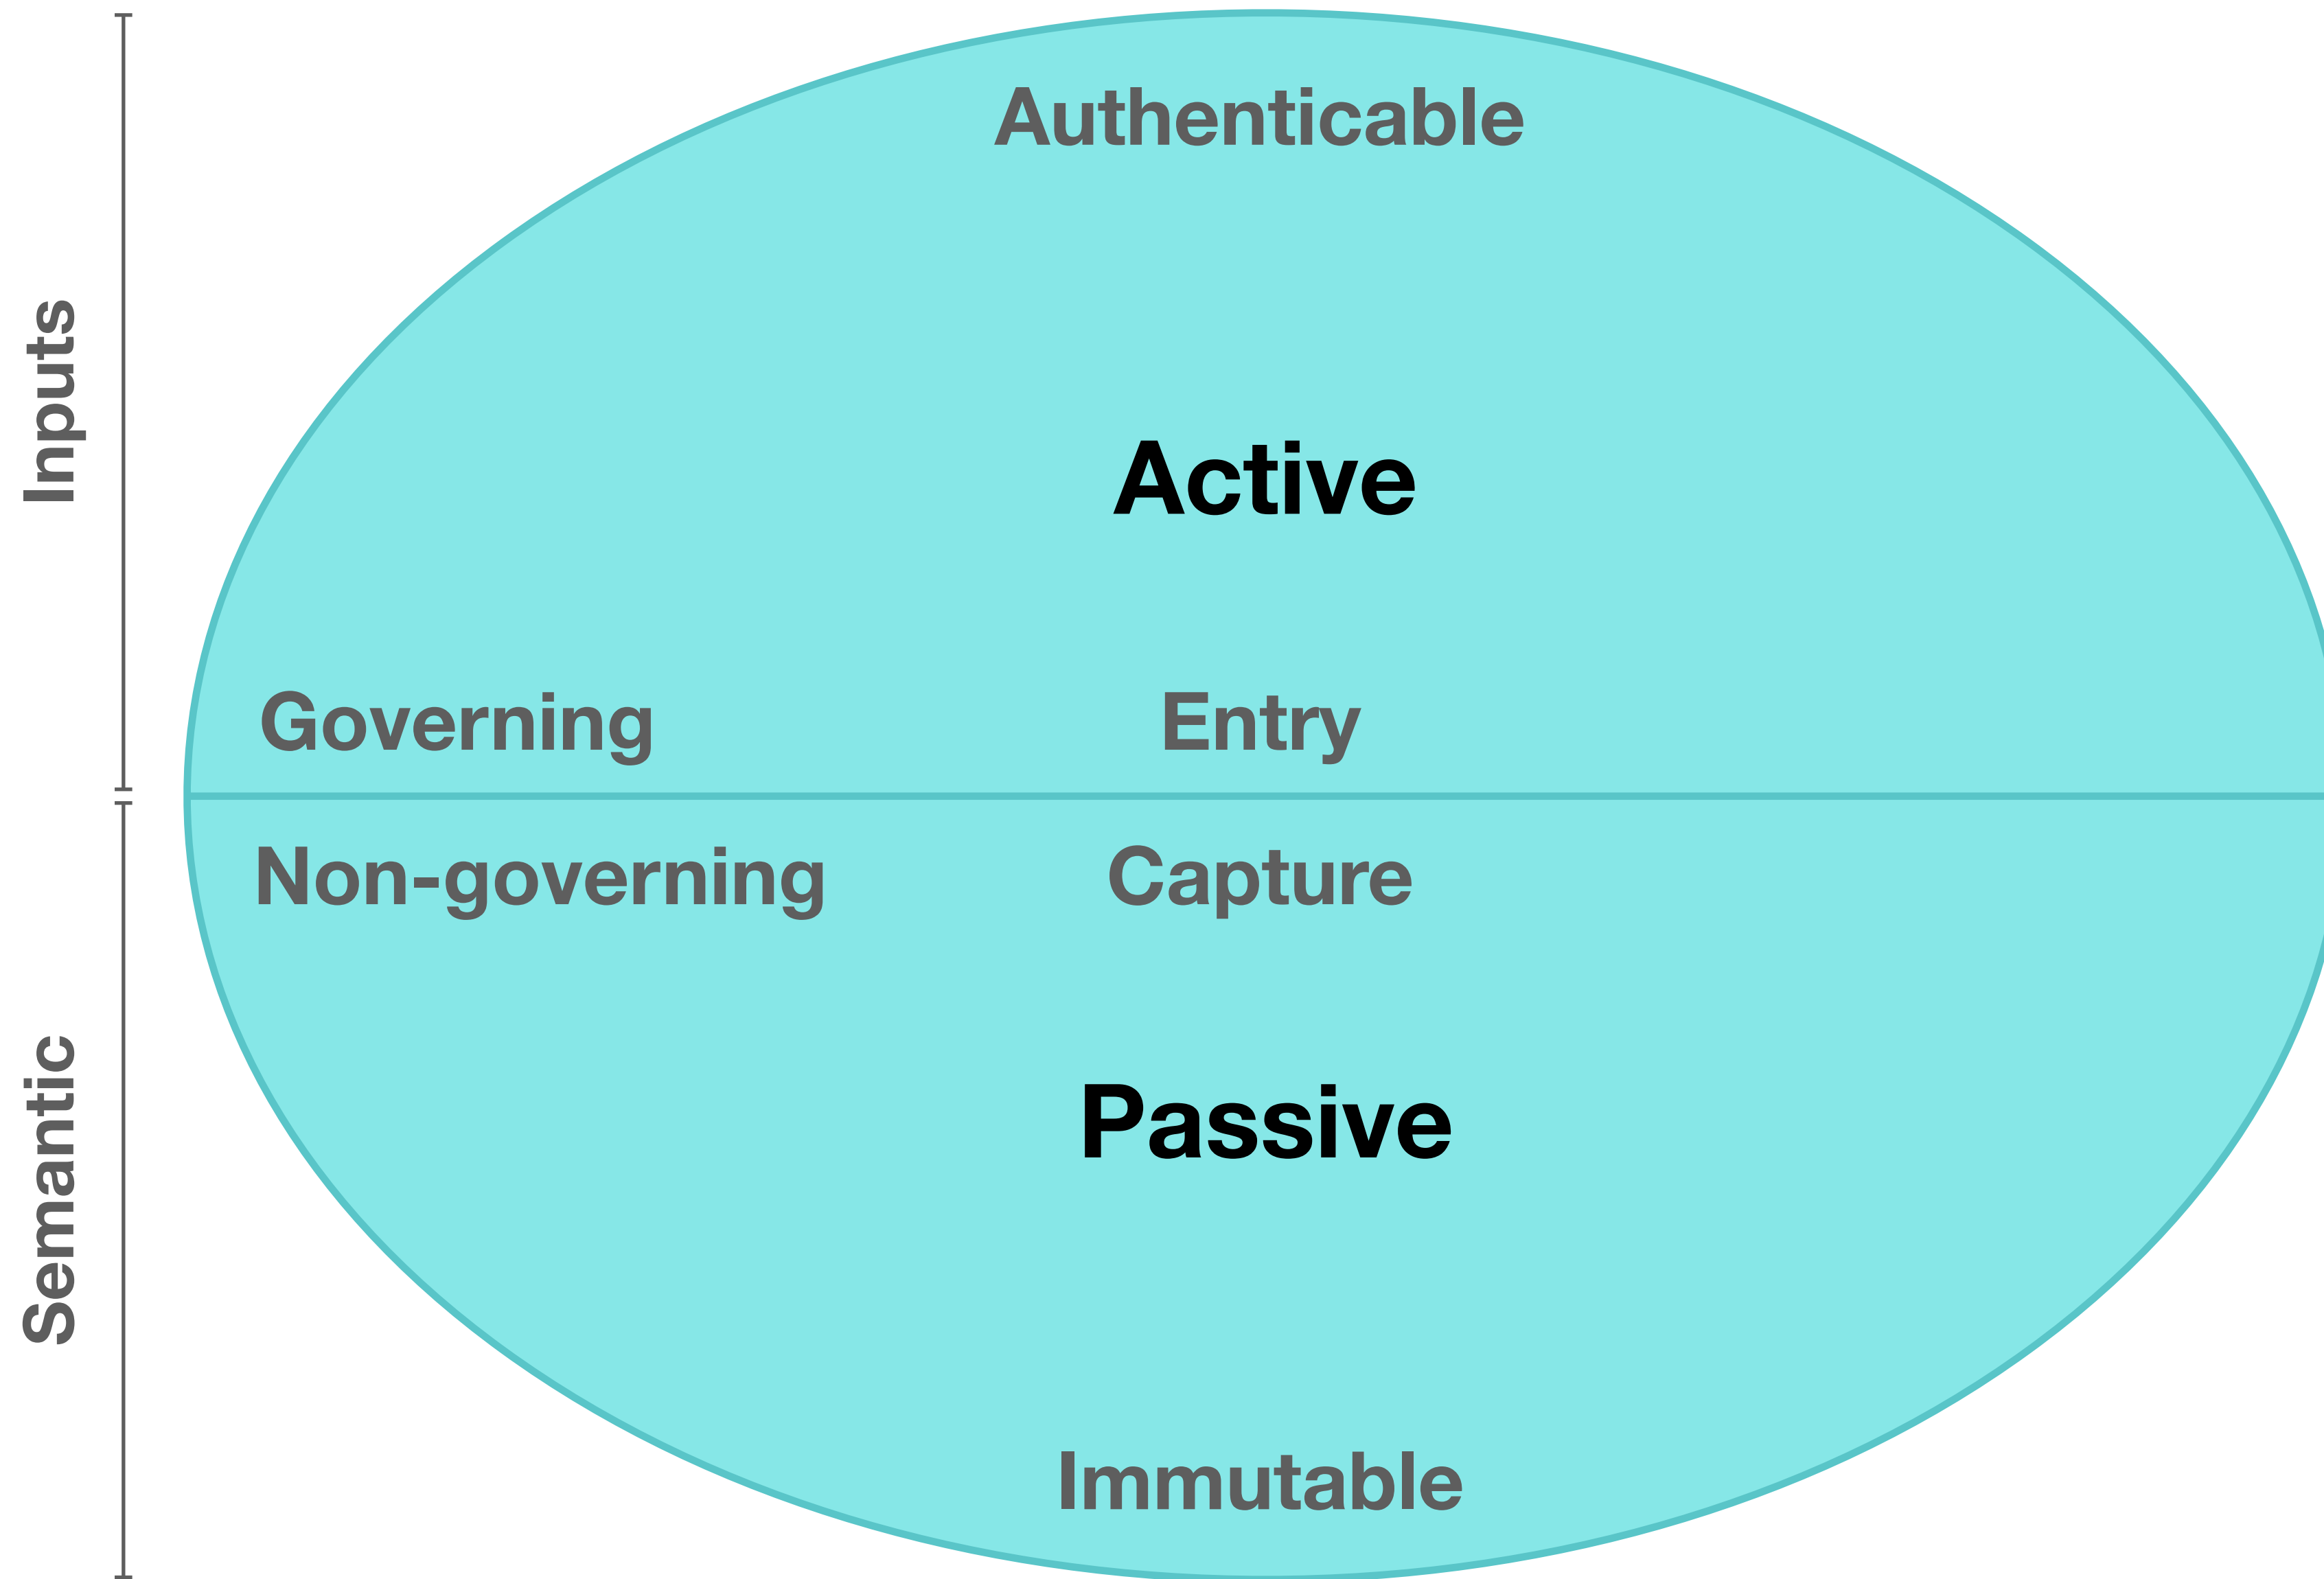 Inputs
Authenticable
Active
Governing
Entry
Semantic
Non-governing
Capture
Passive
Immutable